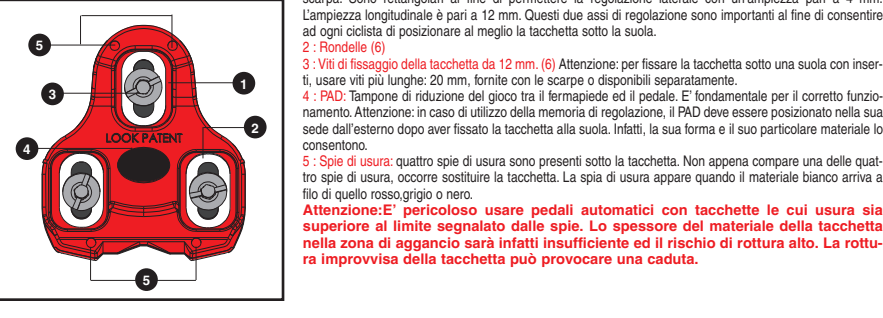 5
1
3
2
4
LOOK PATENT
5
scarpa. Sono rettangolari al fine di permettere la regolazione laterale con un'ampiezza pari a 4 mm.
L'ampiezza longitudinale è pari a 12 mm. Questi due assi di regolazione sono importanti al fine di consentire
ad ogni ciclista di posizionare al meglio la tacchetta sotto la suola.
2 : Rondelle (6)
3 : Viti di fissaggio della tacchetta da 12 mm. (6) Attenzione: per fissare la tacchetta sotto una suola con inser-
ti, usare viti più lunghe: 20 mm, fornite con le scarpe o disponibili separatamente.
4 : PAD: Tampone di riduzione del gioco tra il fermapiede ed il pedale. E' fondamentale per il corretto funzio-
namento. Attenzione: in caso di utilizzo della memoria di regolazione, il PAD deve essere posizionato nella sua
sede dall'esterno dopo aver fissato la tacchetta alla suola. Infatti, la sua forma e il suo particolare materiale lo
consentono.
5 : Spie di usura: quattro spie di usura sono presenti sotto la tacchetta. Non appena compare una delle quat-
tro spie di usura, occorre sostituire la tacchetta. La spia di usura appare quando il materiale bianco arriva a
filo di quello rosso,grigio o nero.
Attenzione:E' pericoloso usare pedali automatici con tacchette le cui usura sia
superiore al limite segnalato dalle spie. Lo spessore del materiale della tacchetta
nella zona di aggancio sarà infatti insufficiente ed il rischio di rottura alto. La rottu-
ra improvvisa della tacchetta può provocare una caduta.